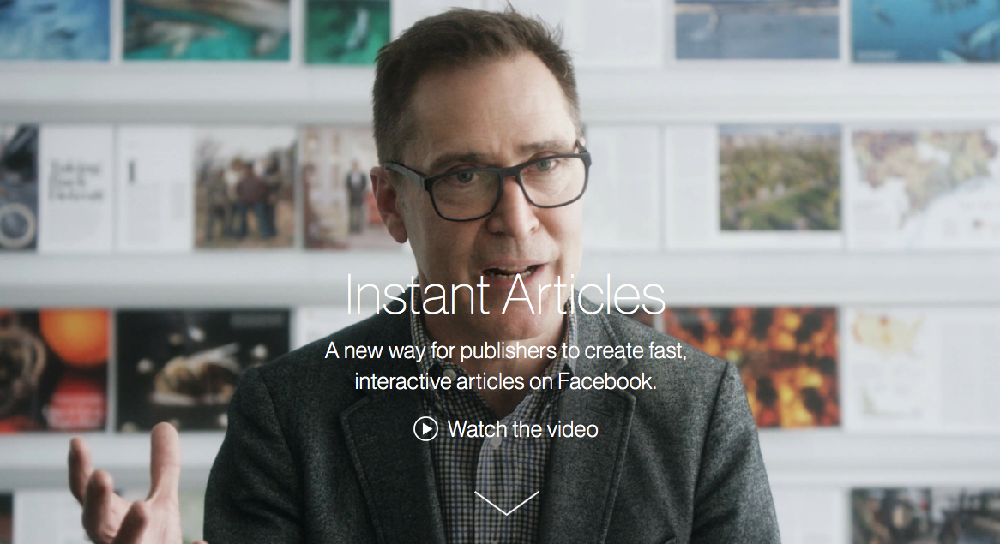 Instant Articles
A new way for publishers to create fast,
interactive articles on Facebook.
Watch the video